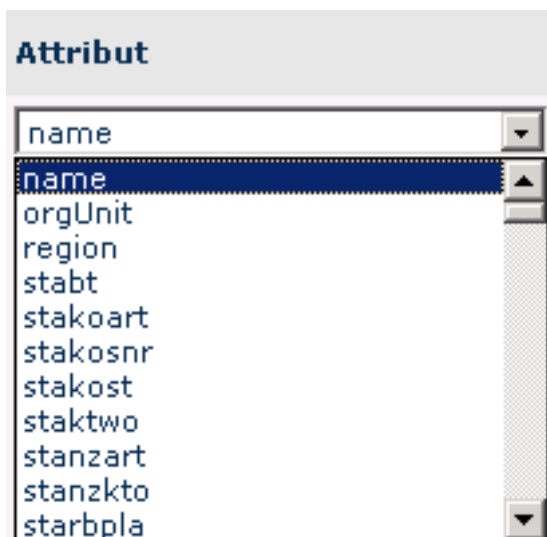 Attribut
name
name
orgUnit
region
stabt
stakoart
stakosnr
stakost
staktwo
stanzart
stanzkto
starbpla